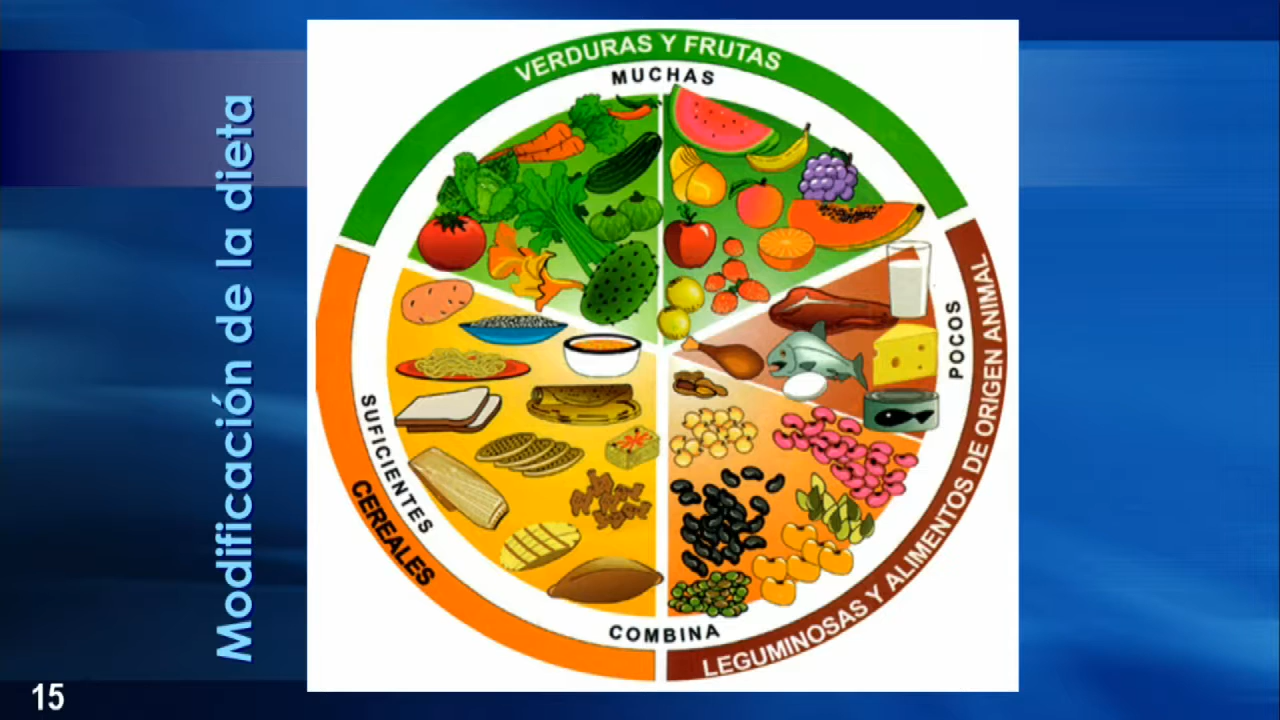 Modificación de la dieta
VERDURAS Y FRUTAS
MUCHAS
POCOS
LEGUMINOSAS Y ALIMENTOS DE ORIGEN ANIMAL
COMBINA
SUFICIENTES
CEREALES
15